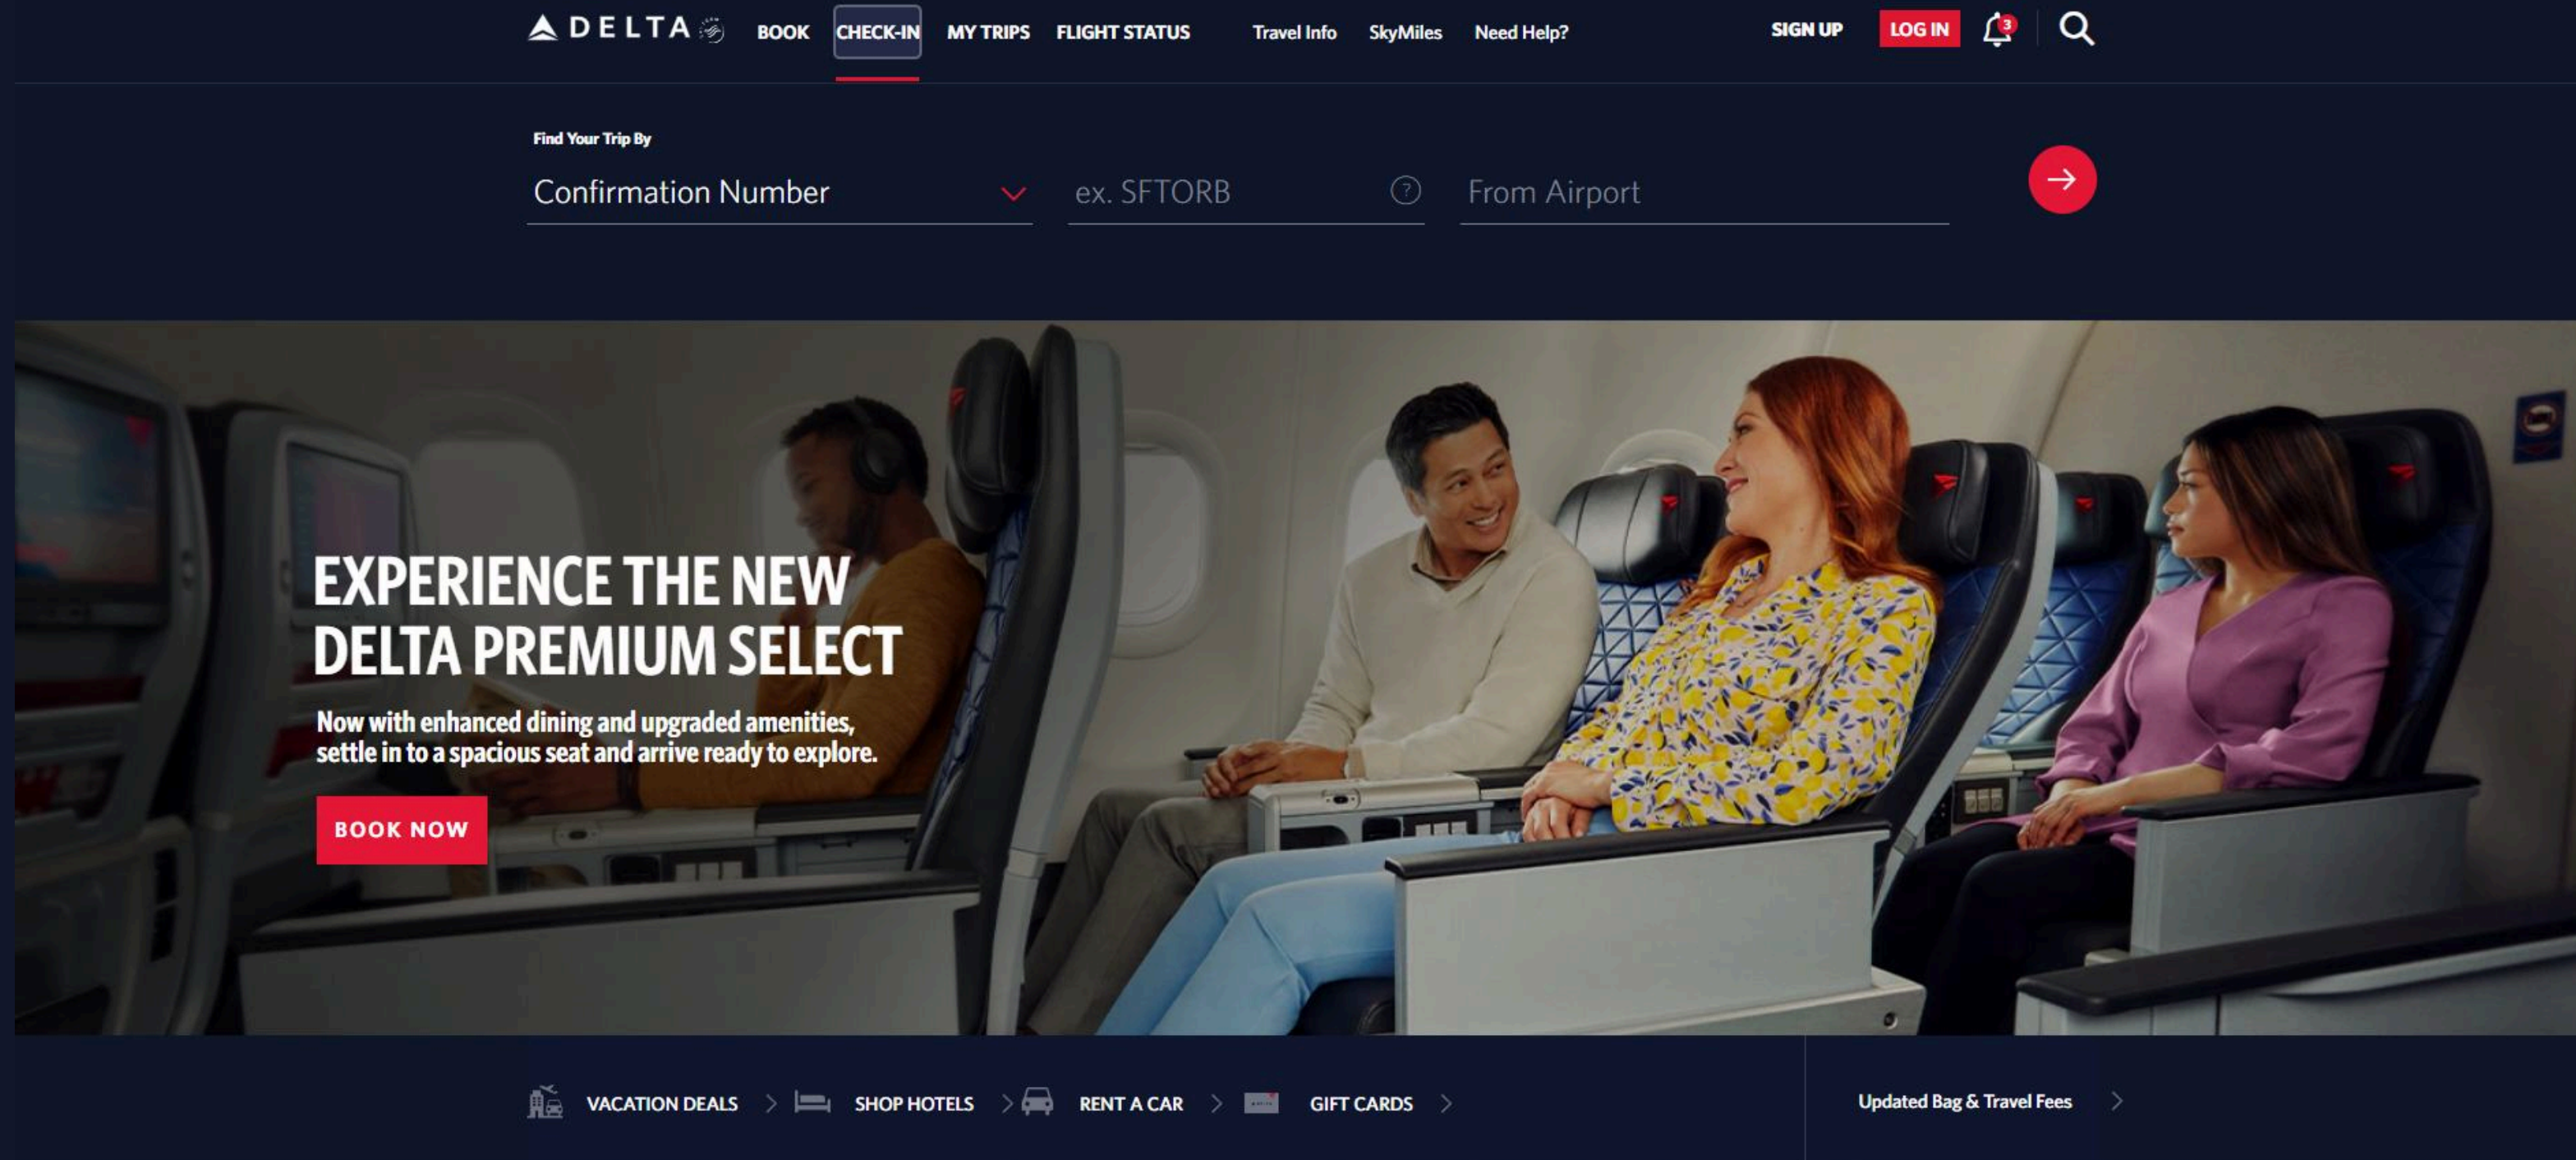 DELTA
BOOK
CHECK-IN
MY TRIPS
FLIGHT STATUS
Travel Info
SkyMiles
Need Help?
SIGN UP
LOG IN
3
Find Your Trip By
Confirmation Number
ex. SFTORB
?
From Airport
EXPERIENCE THE NEW
DELTA PREMIUM SELECT
Now with enhanced dining and upgraded amenities,
settle in to a spacious seat and arrive ready to explore.
BOOK NOW
VACATION DEALS
SHOP HOTELS
RENT A CAR
GIFT CARDS
Updated Bag & Travel Fees